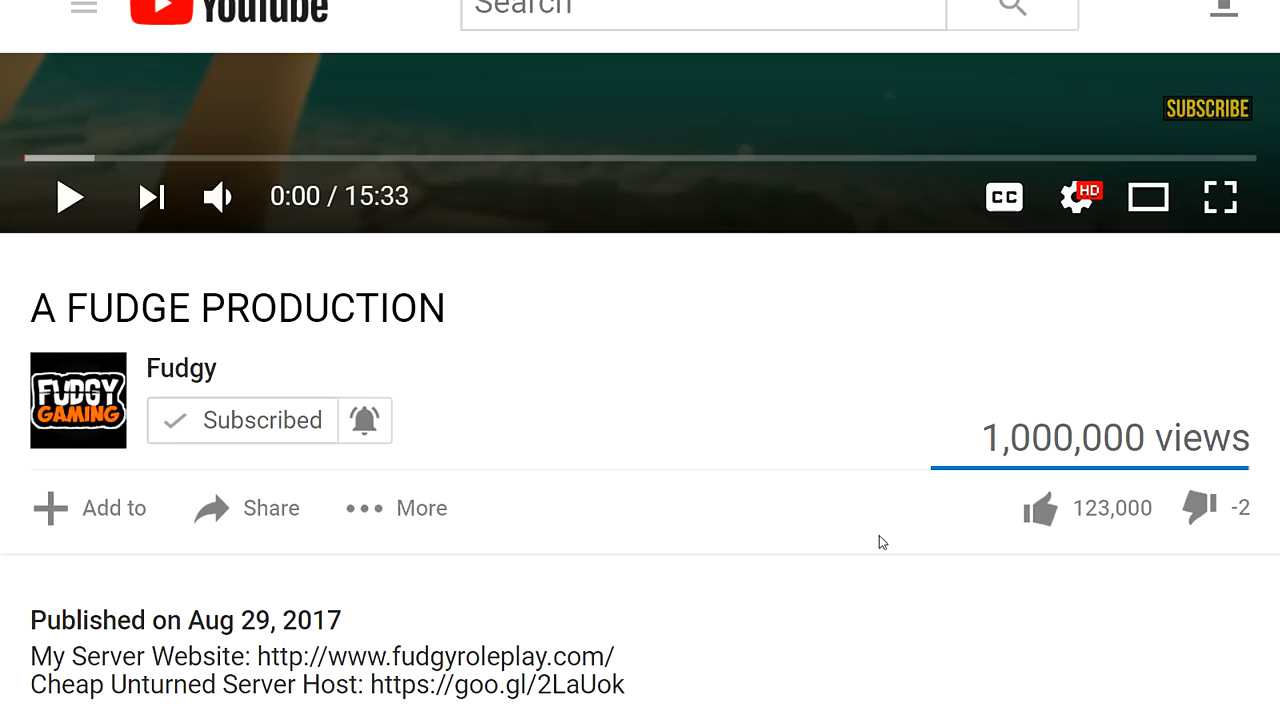 YouTube
Search
SUBSCRIBE
0:00 / 15:33
CC
HD
A FUDGE PRODUCTION
FUDGY
GAMING
Fudgy
Subscribed
1,000,000 views
Add to
Share
More
123,000
-2
Published on Aug 29, 2017
My Server Website: http://www.fudgyroleplay.com/
Cheap Unturned Server Host: https://goo.gl/2LaUok